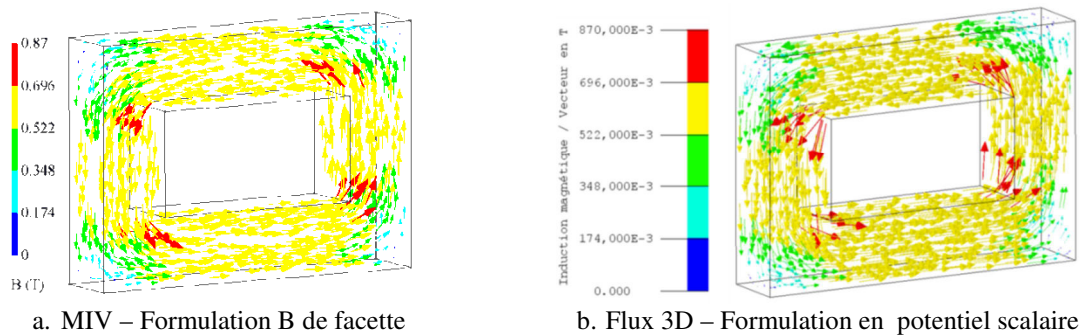 0.87
0.696
0.522
0.348
0.174
0
B (T)
a. MIV – Formulation B de facette
Induction magnétique / Vecteur en T
870,000E-3
696,000E-3
522,000E-3
348,000E-3
174,000E-3
0.000
b. Flux 3D – Formulation en potentiel scalaire